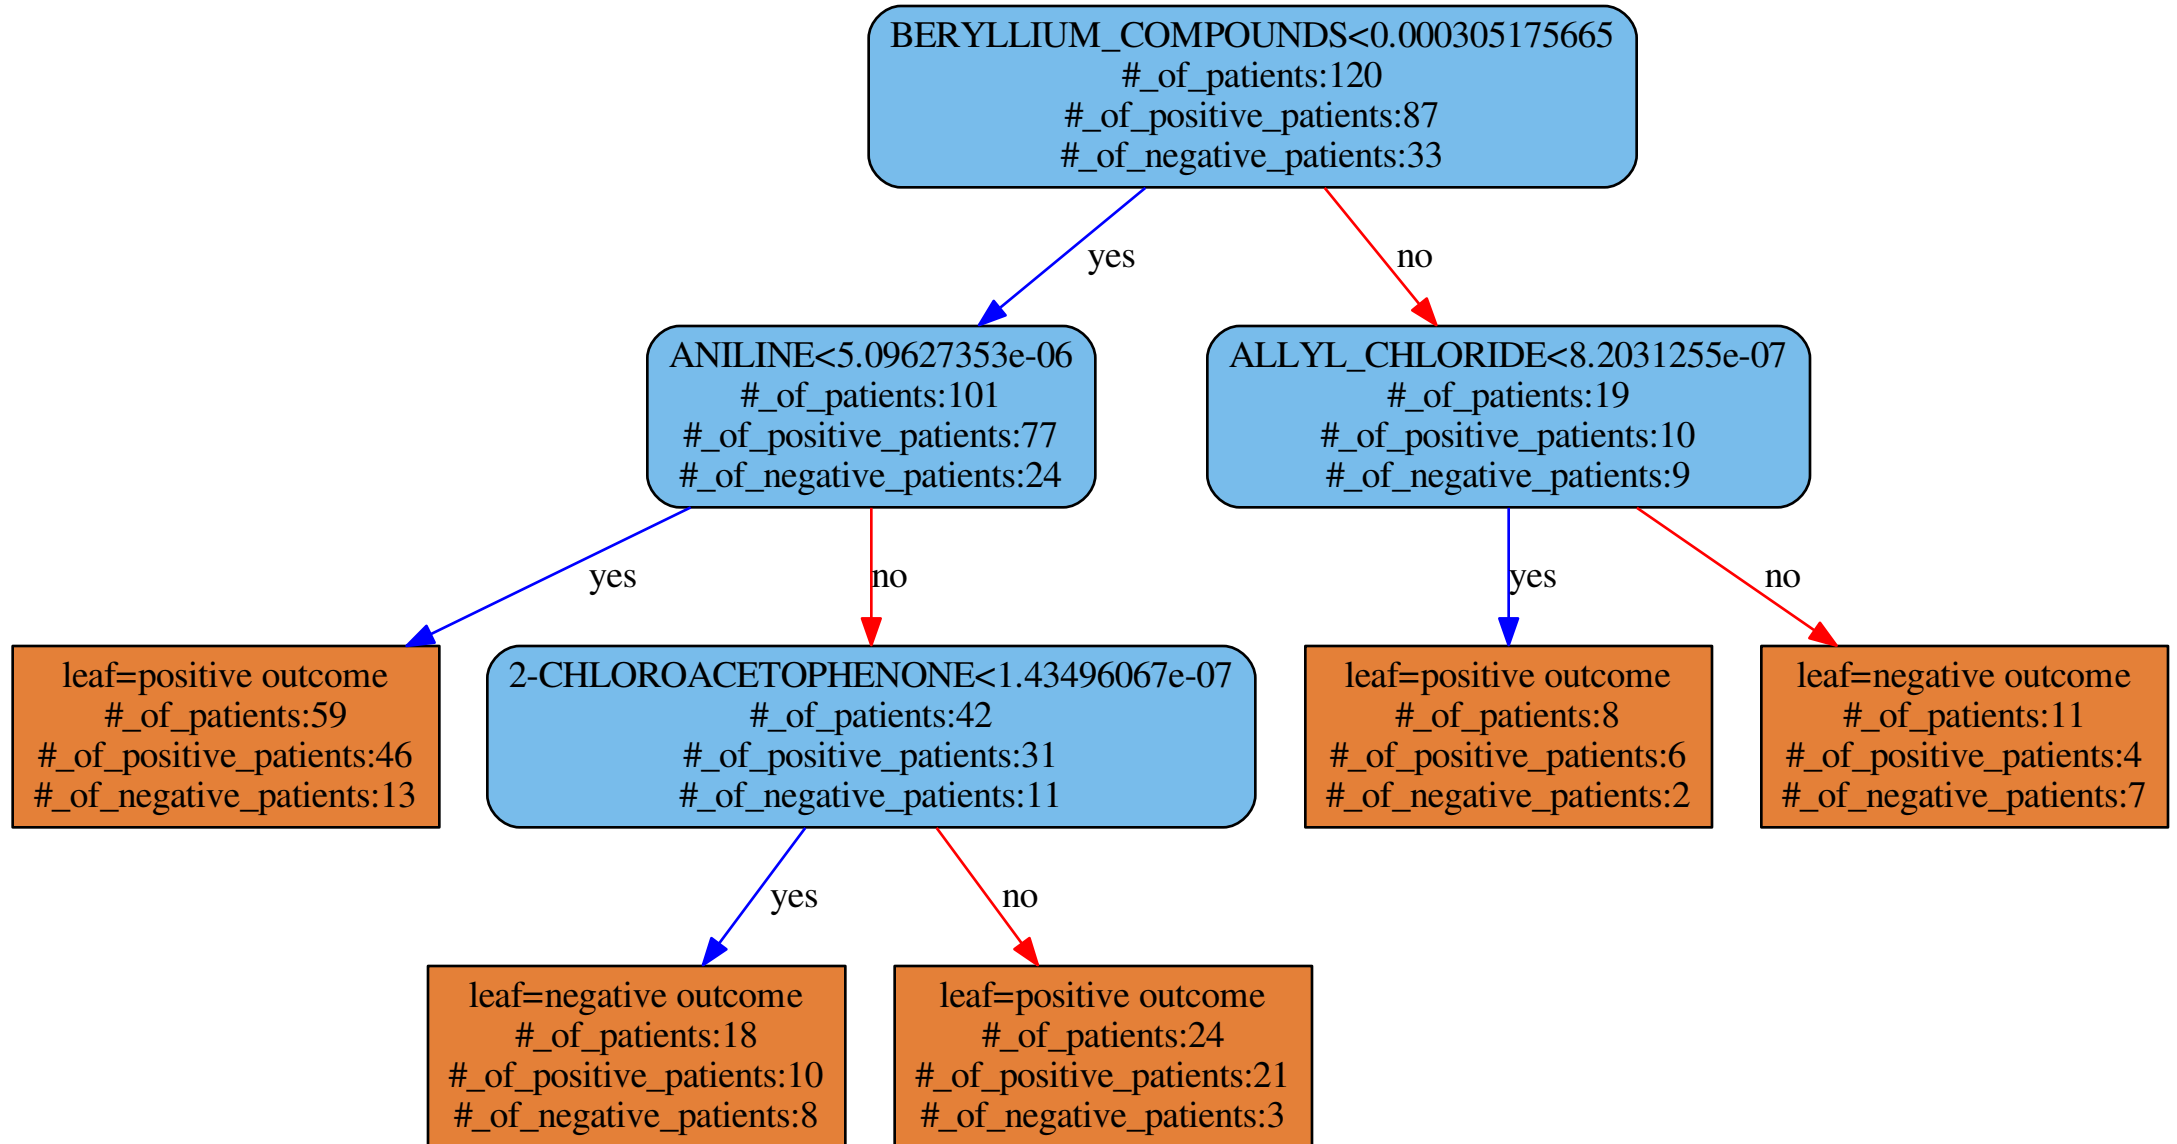 BERYLLIUM_COMPOUNDS<0.000305175665
#_of_patients:120
#_of_positive_patients:87
#_of_negative_patients:33
yes
no
ANILINE<5.09627353e-06
#_of_patients:101
#_of_positive_patients:77
#_of_negative_patients:24
ALLYL_CHLORIDE<8.2031255e-07
#_of_patients:19
#_of_positive_patients:10
#_of_negative_patients:9
yes
no
yes
no
leaf=positive outcome
#_of_patients:59
#_of_positive_patients:46
#_of_negative_patients:13
2-CHLOROACETOPHENONE<1.43496067e-07
#_of_patients:42
#_of_positive_patients:31
#_of_negative_patients:11
leaf=positive outcome
#_of_patients:8
#_of_positive_patients:6
#_of_negative_patients:2
leaf=negative outcome
#_of_patients:11
#_of_positive_patients:4
#_of_negative_patients:7
yes
no
leaf=negative outcome
#_of_patients:18
#_of_positive_patients:10
#_of_negative_patients:8
leaf=positive outcome
#_of_patients:24
#_of_positive_patients:21
#_of_negative_patients:3